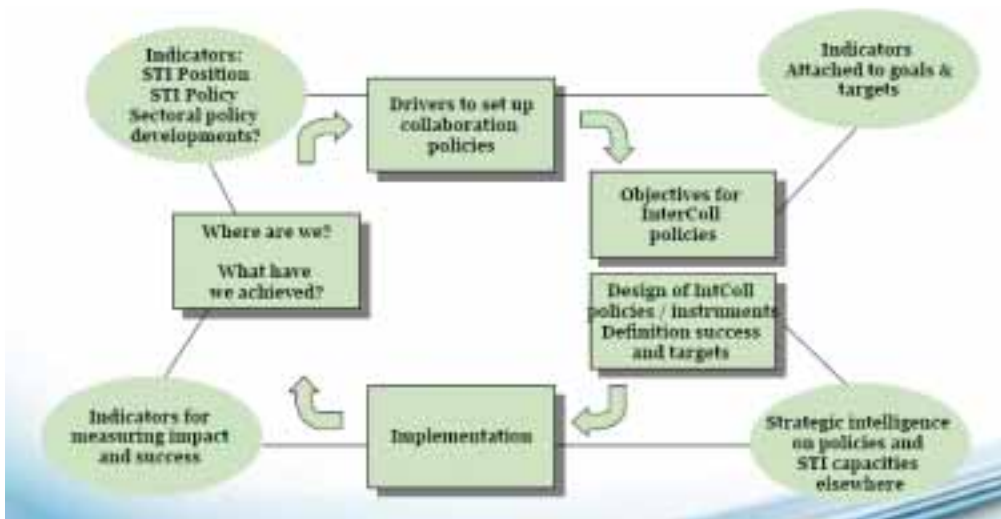 Indicators:
STI Position
STI Policy
Sectoral policy
developments?
Drivers to set up
collaboration
policies
Indicators
Attached to goals &
targets
Objectives for
InterColl
policies
Where are we?
What have
we achieved?
Design of IntColl
policies / instruments
Definition success
and targets
Indicators for
measuring impact
and success
Implementation
Strategic intelligence
on policies and
STI capacities
elsewhere